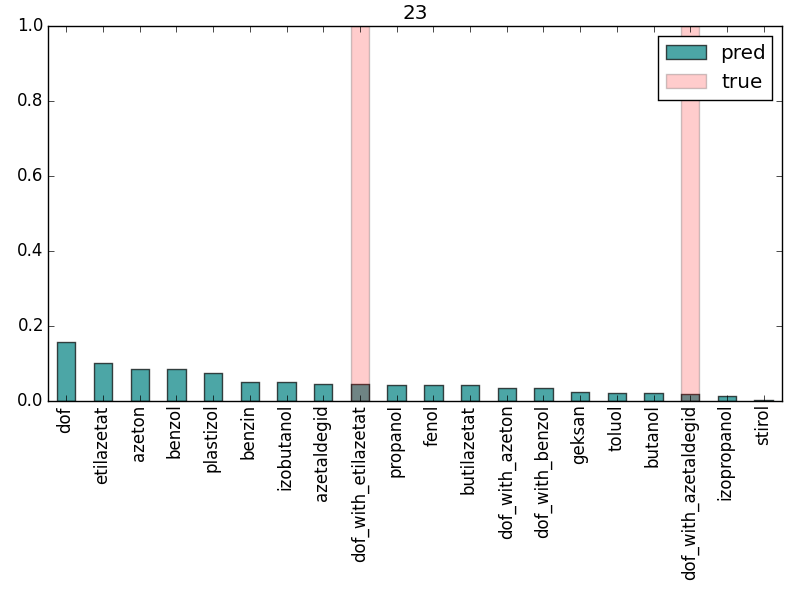 23
pred
true
1.0
0.8
0.6
0.4
0.2
0.0
dof
etilazetat
azeton
benzol
plastizol
benzin
izobutanol
azetaldegid
dof_with_etilazetat
propanol
fenol
butilazetat
dof_with_azeton
dof_with_benzol
geksan
toluol
butanol
dof_with_azetaldegid
izopropanol
stirol